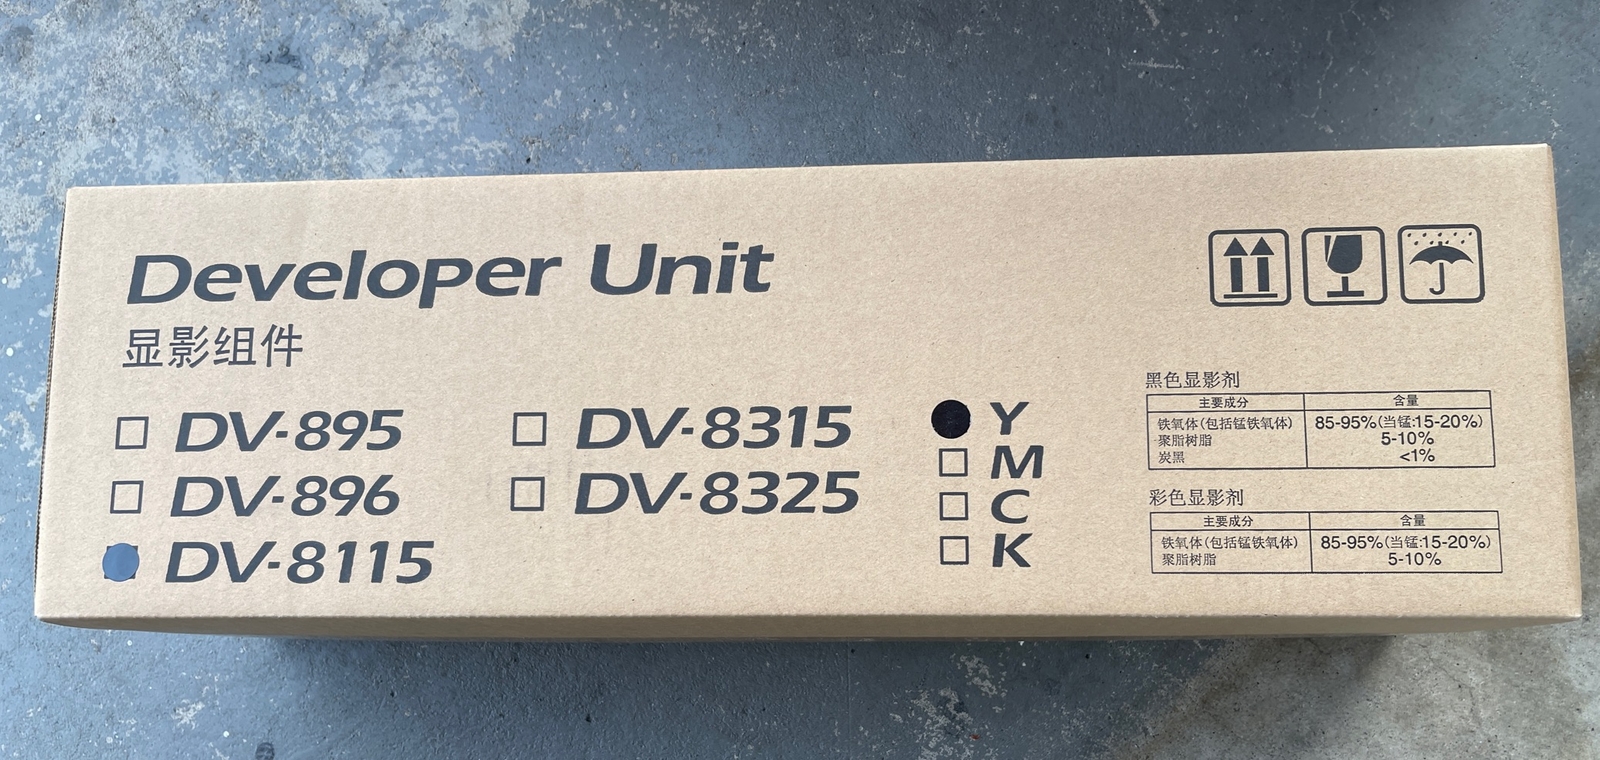 Developer Unit
显影组件
DV-895
DV-896
DV-8115
DV-8315
DV-8325
Y
M
C
K
黑色显影剂
主要成分 含量
铁氧体(包括锰铁氧体) 85-95%(当锰:15-20%)
聚脂树脂 5-10%
炭黑 <1%
彩色显影剂
主要成分 含量
铁氧体(包括锰铁氧体) 85-95%(当锰:15-20%)
聚脂树脂 5-10%